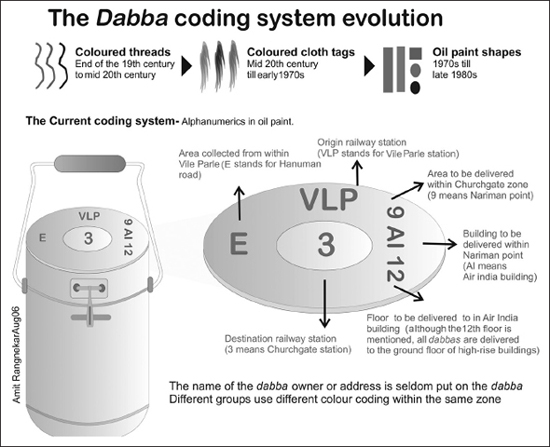 The Dabba coding system evolution
Coloured threads
End of the 19th century
to mid 20th century
Coloured cloth tags
Mid 20th century
till early1970s
Oil paint shapes
1970s till
late 1980s
The Current coding system- Alphanumerics in oil paint.
Origin railway station
(VLP stands for Vile Parle station)
Area collected from within
Vile Parle (E stands for Hanuman
road)
Area to be delivered
within Churchgate zone
(9 means Nariman point)
VLP
E
3
9 AI 12
VLP
E
3
9 AI 12
Building to be
delivered within
Nariman point
(AI means
Air india building)
Floor to be delivered to in Air India
building (although the 12th floor is
mentioned, all dabbas are delivered
to the ground floor of high-rise buildings)
Destination railway station
(3 means Churchgate station)
The name of the dabba owner or address is seldom put on the dabba
Different groups use different colour coding within the same zone
Amit RangnekarAug06